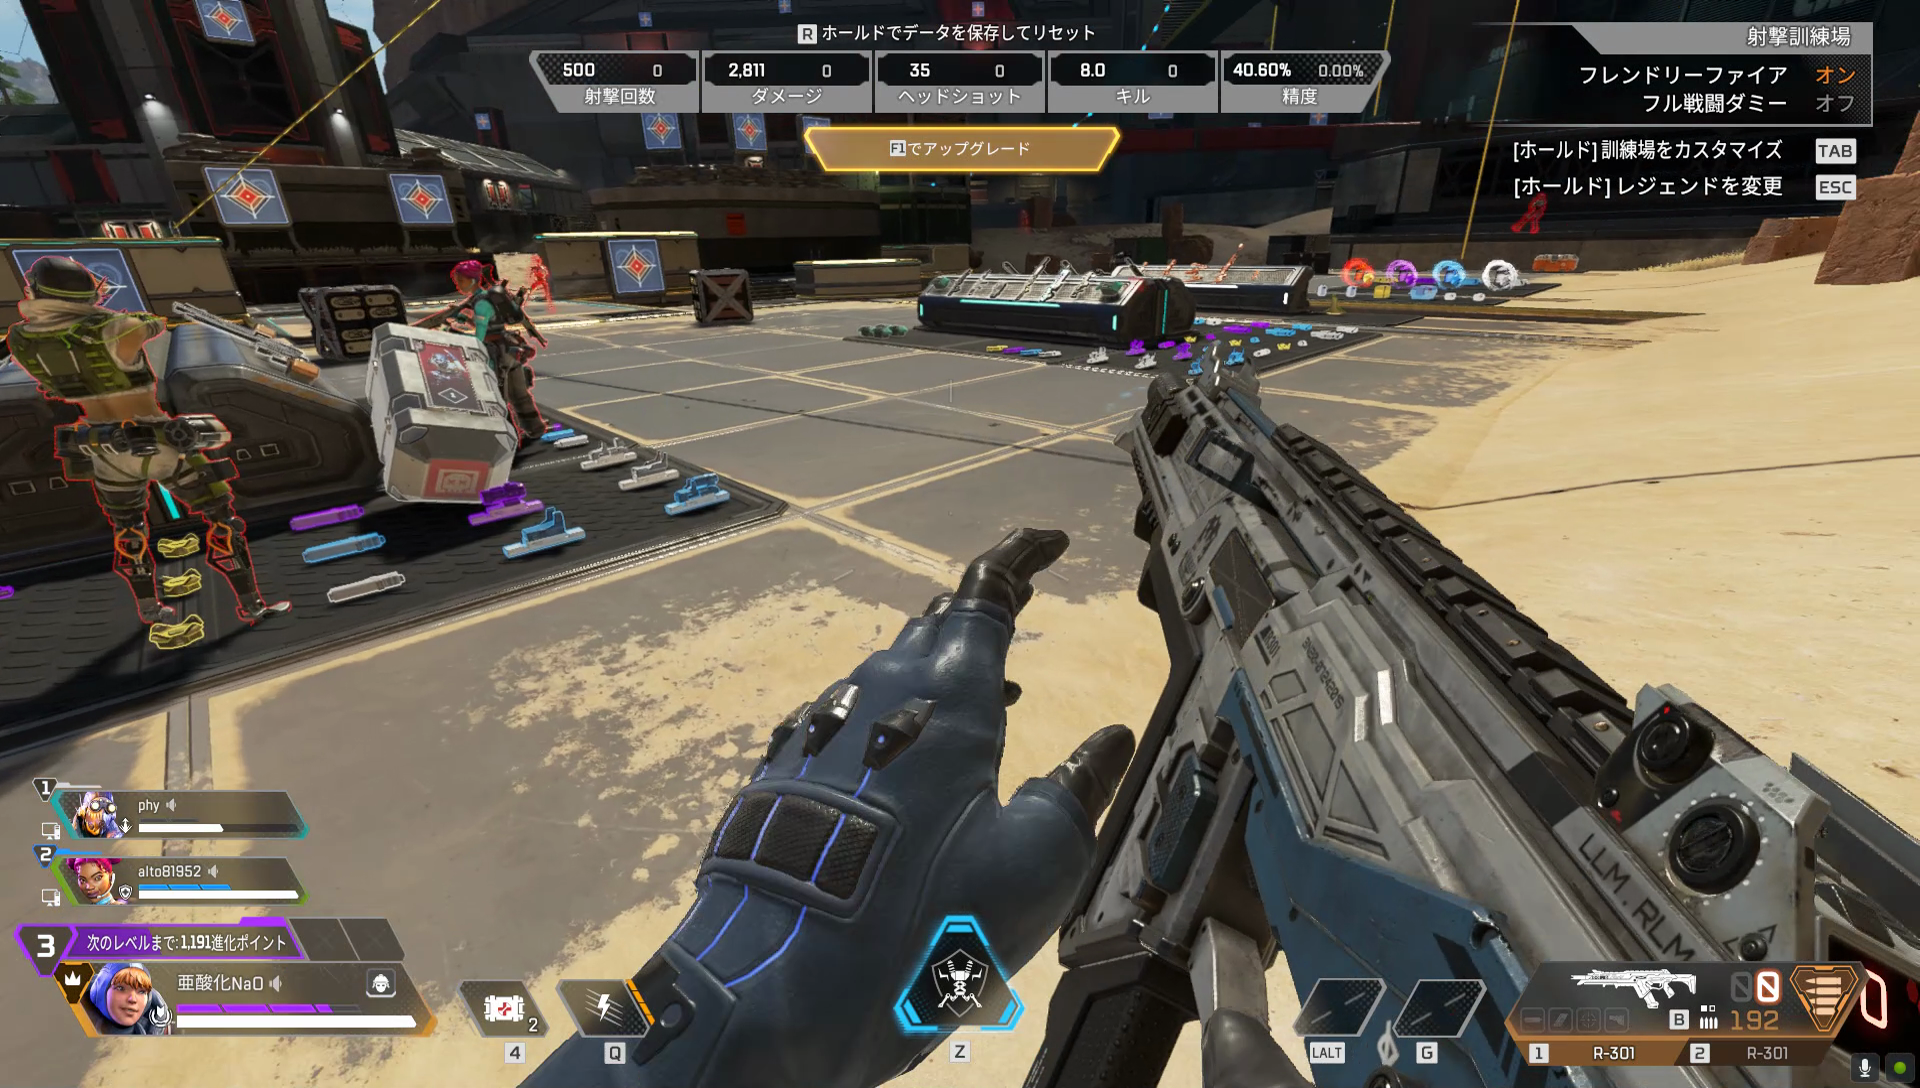 R ホールドでデータを保存してリセット
500 0 2,811 0 35 0 8.0 0 40.60% 0.00%
射撃回数 ダメージ ヘッドショット キル 精度
F1でアップグレード
射撃訓練場
フレンドリーファイア オン
フル戦闘ダミー オフ
[ホールド]訓練場をカスタマイズ TAB
[ホールド]レジェンドを変更 ESC
R301
LLM.RLM
1
phy
2
alto81952
3 次のレベルまで:1,191進化ポイント
亜酸化NaO
2
4 Q Z LALT G
00
B 192
1 R-301 2 R-301
0